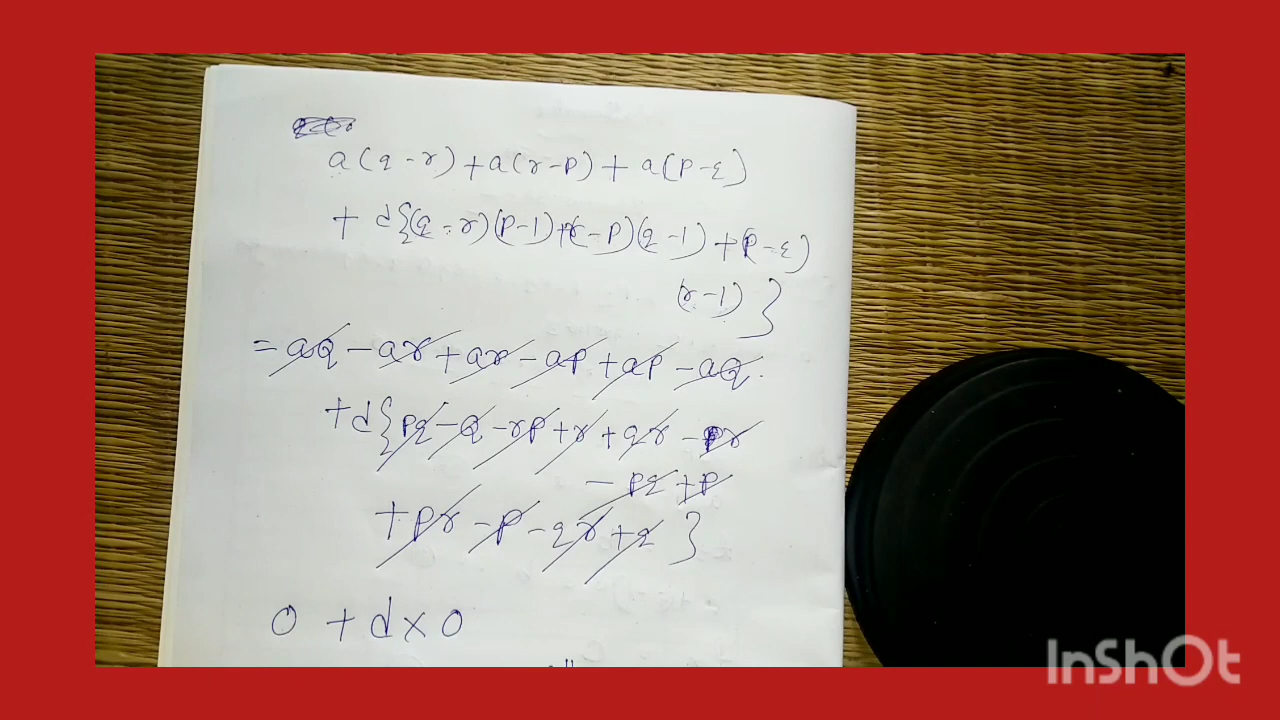 a(q-r)+a(r-p)+a(p-q)
+ d{(q-r)(p-1)+(r-p)(q-1)+(p-q)
(r-1)}
= aq - ar + ar - ap + ap - aq.
+d{pq - q - rp + r + qr - pr
- pq + p
+ pr - p - qr + q}
0 + d x 0
InShOt